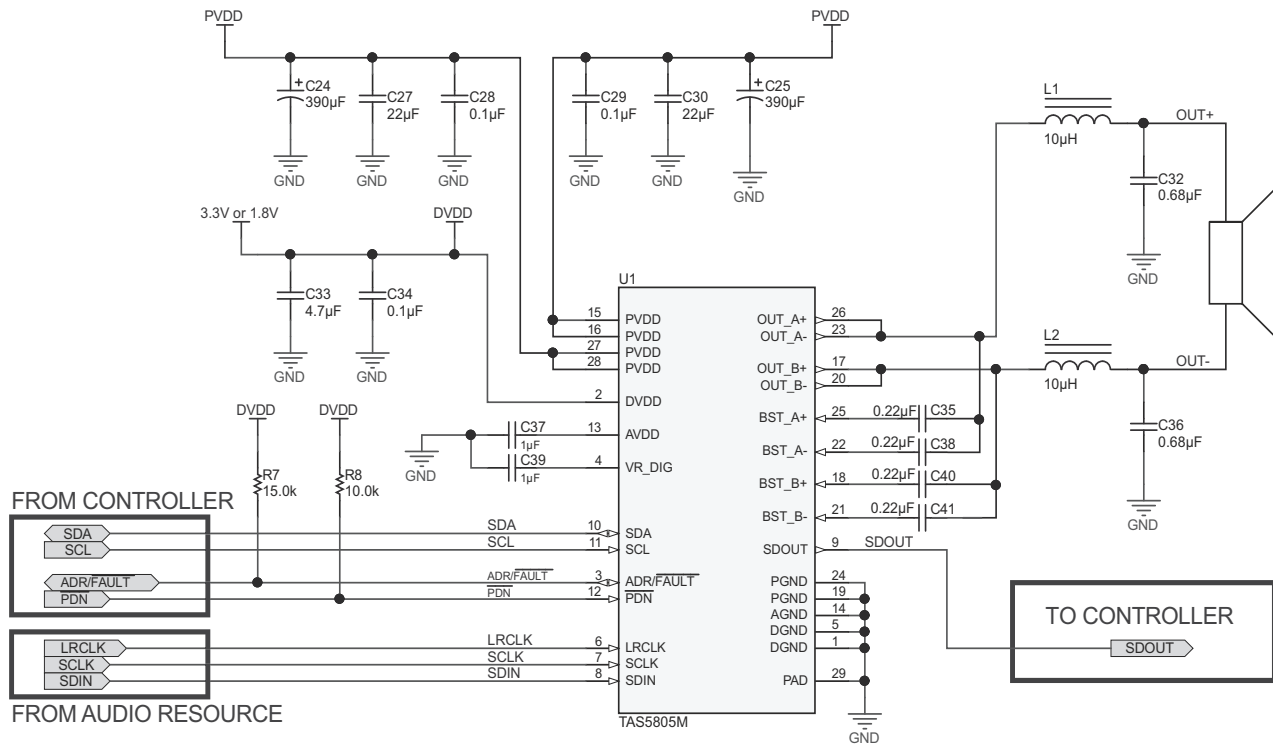 PVDD
PVDD
C24
390µF
C27
22µF
C28
0.1µF
C29
0.1µF
C30
22µF
C25
390µF
GND
GND
GND
GND
GND
GND
L1
10µH
OUT+
C32
0.68µF
GND
3.3V or 1.8V
DVDD
C33
4.7µF
C34
0.1µF
GND
GND
U1
15 PVDD
16 PVDD
27 PVDD
28 PVDD
2 DVDD
13 AVDD
4 VR_DIG
10 SDA
11 SCL
3 ADR/FAULT
12 PDN
6 LRCLK
7 SCLK
8 SDIN
OUT_A+ 26
OUT_A- 23
OUT_B+ 17
OUT_B- 20
BST_A+ 25
BST_A- 22
BST_B+ 18
BST_B- 21
SDOUT 9
PGND 24
PGND 19
AGND 14
DGND 5
DGND 1
PAD 29
TAS5805M
L2
10µH
OUT-
C36
0.68µF
GND
0.22µF C35
0.22µF C38
0.22µF C40
0.22µF C41
SDOUT
GND
DVDD
DVDD
R7
15.0k
R8
10.0k
GND
C37
1µF
C39
1µF
FROM CONTROLLER
SDA
SCL
ADR/FAULT
PDN
SDA
SCL
ADR/FAULT
PDN
LRCLK
SCLK
SDIN
LRCLK
SCLK
SDIN
FROM AUDIO RESOURCE
TO CONTROLLER
SDOUT